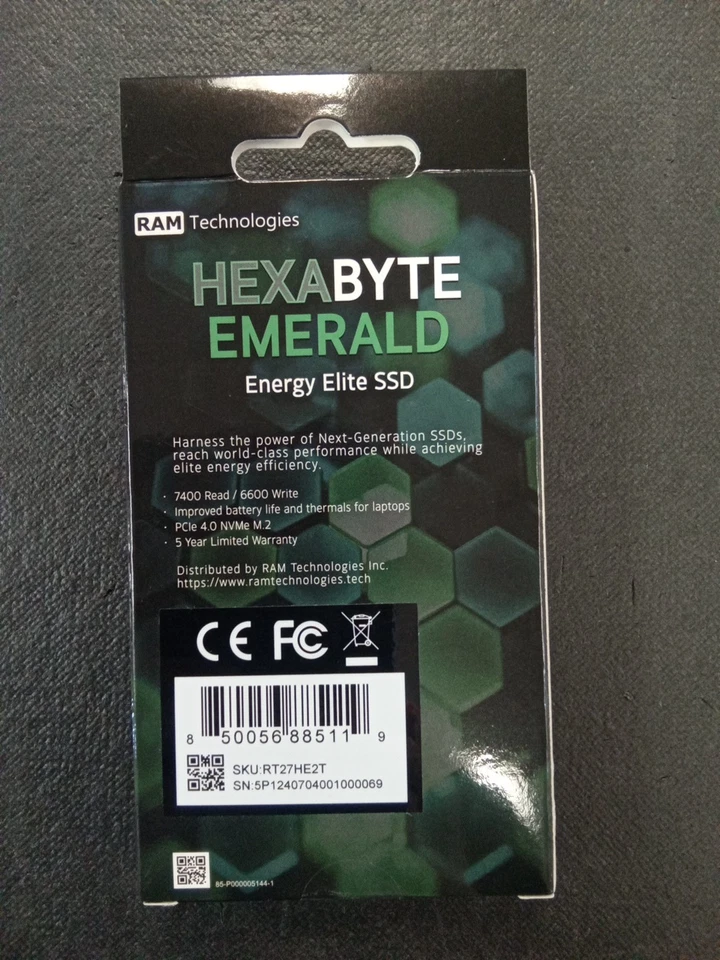 RAM Technologies
HEXABYTE
EMERALD
Energy Elite SSD
Harness the power of Next-Generation SSDs,
reach world-class performance while achieving
elite energy efficiency.
· 7400 Read / 6600 Write
· Improved battery life and thermals for laptops
· PCIe 4.0 NVMe M.2
· 5 Year Limited Warranty
Distributed by RAM Technologies Inc.
https://www.ramtechnologies.tech
CE FC
8 50056 88511 9
SKU:RT27HE2T
SN:5P1240704001000069
85-P000005144-1